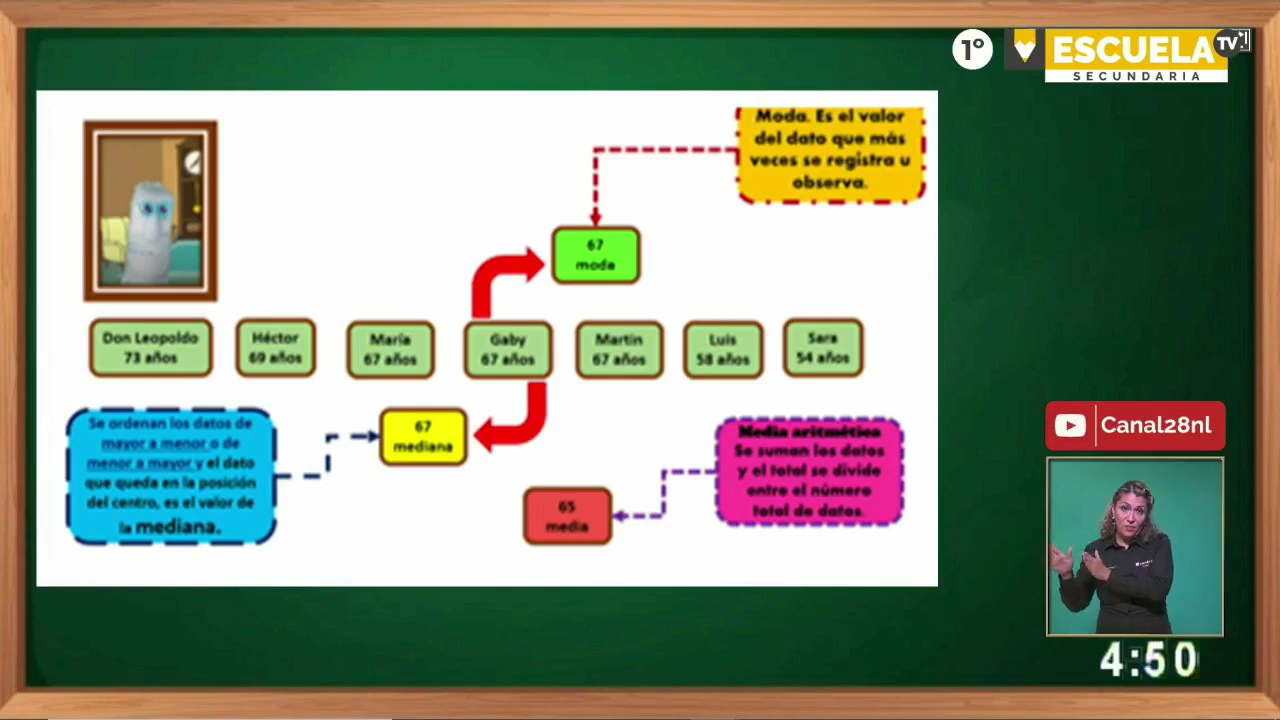 1º
ESCUELA
TV
SECUNDARIA
Moda. Es el valor
del dato que más
veces se registra u
observa.
67
moda
Don Leopoldo
73 años
Héctor
69 años
María
67 años
Gaby
67 años
Martín
67 años
Luis
58 años
Sara
54 años
Se ordenan los datos de
mayor a menor o de
menor a mayor y el dato
que queda en la posición
del centro, es el valor de
la mediana.
67
mediana
Media aritmética
Se suman los datos
y el total se divide
entre el número
total de datos.
65
media
Canal28nl
4:50